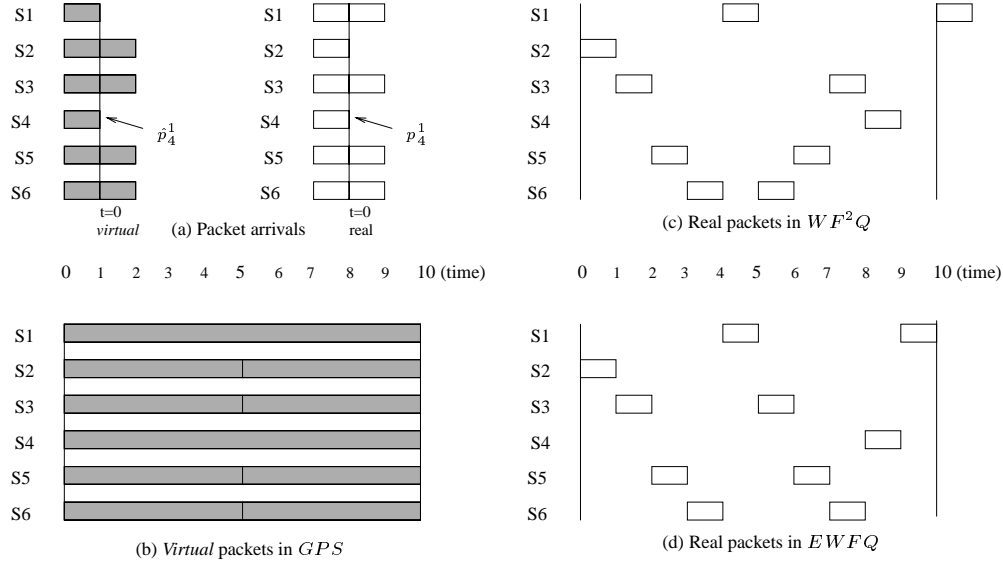 S1
S2
S3
S4
S5
S6
p̂₄¹
t=0
virtual
S1
S2
S3
S4
S5
S6
p₄¹
t=0
real
(a) Packet arrivals
S1
S2
S3
S4
S5
S6
(c) Real packets in WF²Q
0 1 2 3 4 5 6 7 8 9 10 (time)
0 1 2 3 4 5 6 7 8 9 10 (time)
S1
S2
S3
S4
S5
S6
(b) Virtual packets in GPS
S1
S2
S3
S4
S5
S6
(d) Real packets in EWFQ